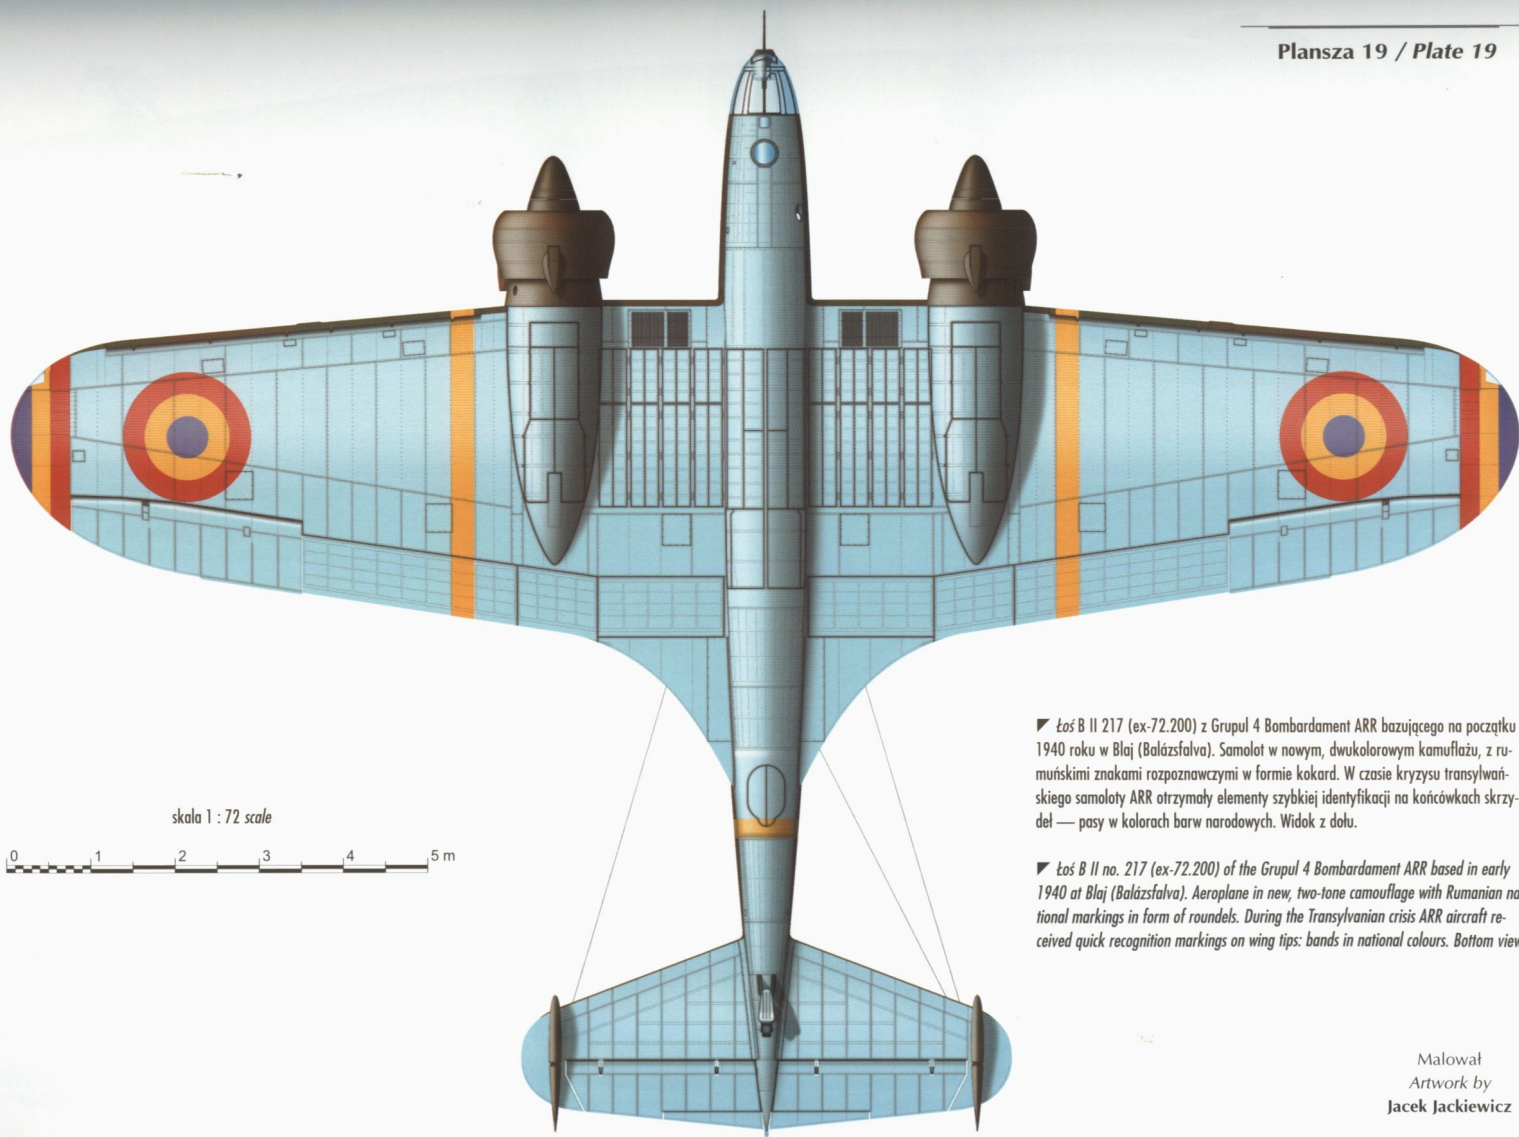 Plansza 19 / Plate 19
Łoś B II 217 (ex-72.200) z Grupul 4 Bombardament ARR bazującego na początku
1940 roku w Blaj (Balázsfalva). Samolot w nowym, dwukolorowym kamuflażu, z ru-
muńskimi znakami rozpoznawczymi w formie kokard. W czasie kryzysu transylwań-
skiego samoloty ARR otrzymały elementy szybkiej identyfikacji na końcówkach skrzy-
deł — pasy w kolorach barw narodowych. Widok z dołu.
skala 1 : 72 scale
0 1 2 3 4 5 m
Łoś B II no. 217 (ex-72.200) of the Grupul 4 Bombardament ARR based in early
1940 at Blaj (Balázsfalva). Aeroplane in new, two-tone camouflage with Rumanian na
tional markings in form of roundels. During the Transylvanian crisis ARR aircraft re-
ceived quick recognition markings on wing tips: bands in national colours. Bottom view
Malował
Artwork by
Jacek Jackiewicz